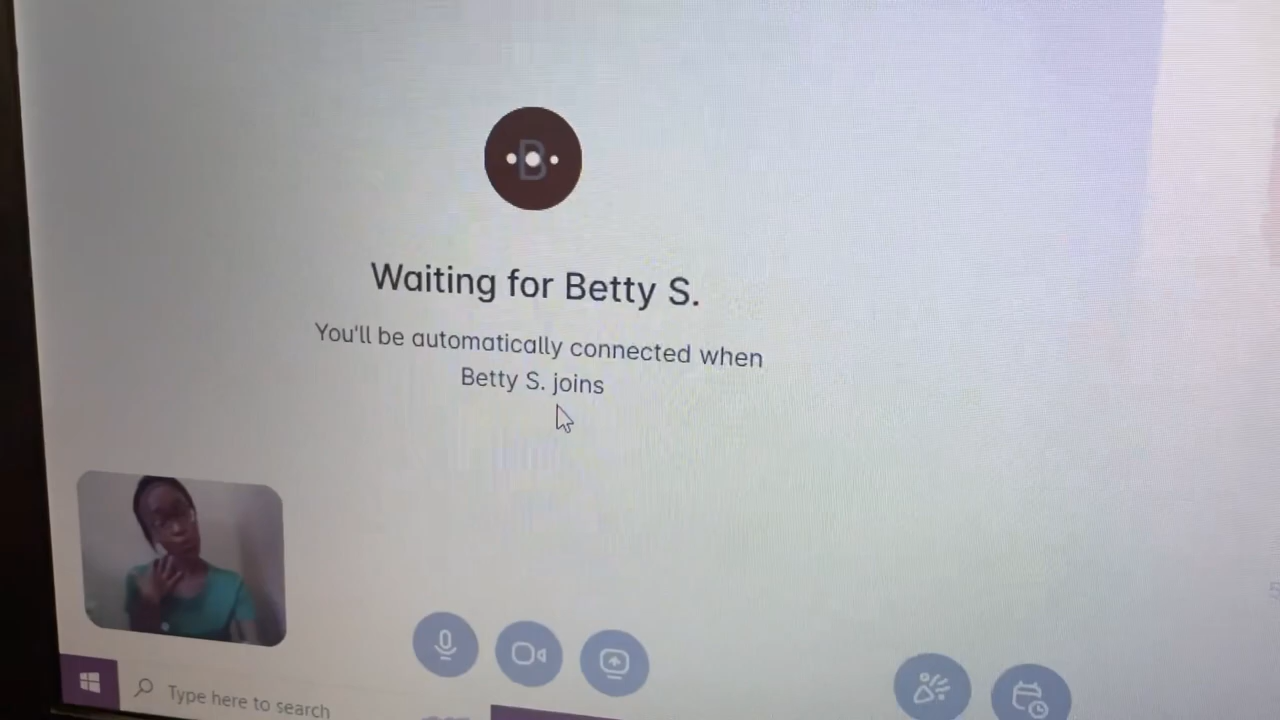 B
Waiting for Betty S.
You'll be automatically connected when
Betty S. joins
Type here to search